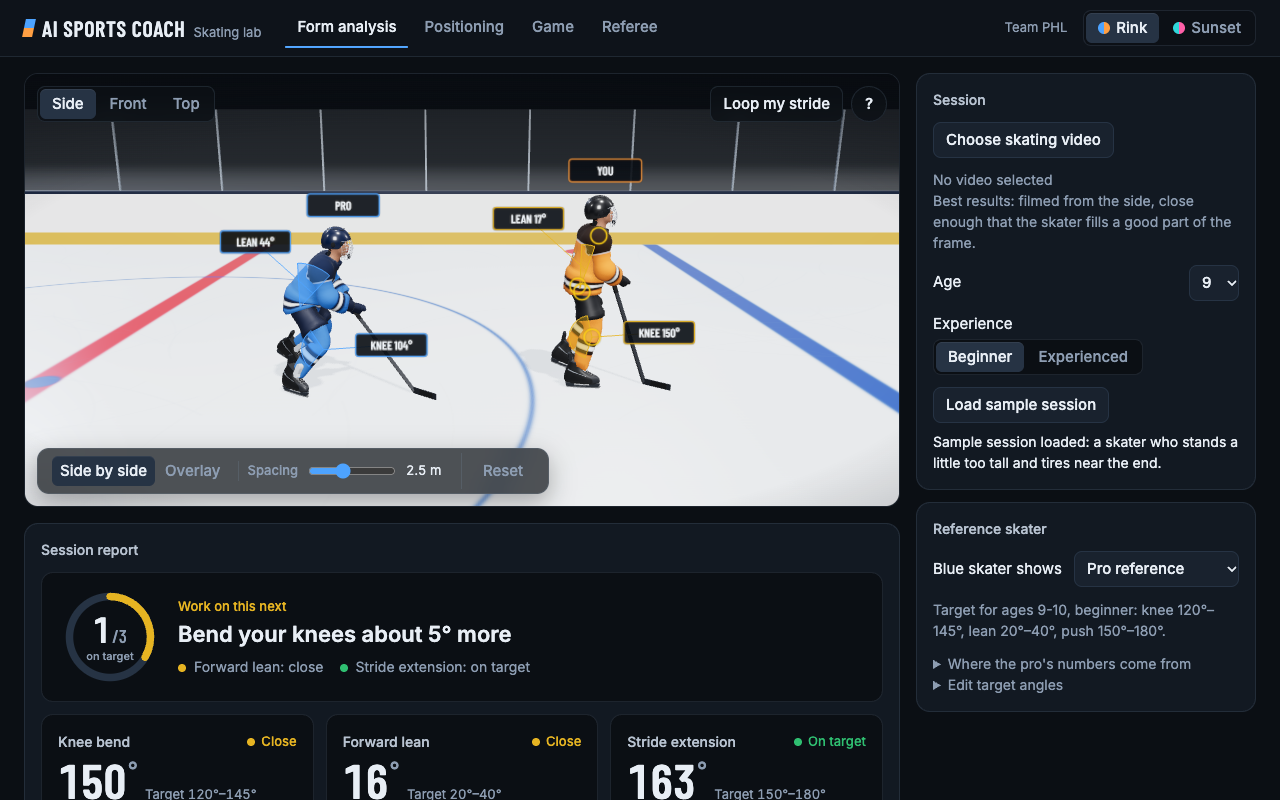 AI SPORTS COACH Skating lab Form analysis Positioning Game Referee Team PHL Rink Sunset
Side Front Top Loop my stride ?
YOU
PRO
LEAN 17°
LEAN 44°
KNEE 150°
KNEE 104°
Side by side Overlay Spacing 2.5 m Reset
Session report
1/3
on target
Work on this next
Bend your knees about 5° more
Forward lean: close Stride extension: on target
Knee bend Close
150° Target 120°–145°
Forward lean Close
16° Target 20°–40°
Stride extension On target
163° Target 150°–180°
Session
Choose skating video
No video selected
Best results: filmed from the side, close
enough that the skater fills a good part of the
frame.
Age 9
Experience
Beginner Experienced
Load sample session
Sample session loaded: a skater who stands a
little too tall and tires near the end.
Reference skater
Blue skater shows Pro reference
Target for ages 9-10, beginner: knee 120°–
145°, lean 20°–40°, push 150°–180°.
Where the pro's numbers come from
Edit target angles